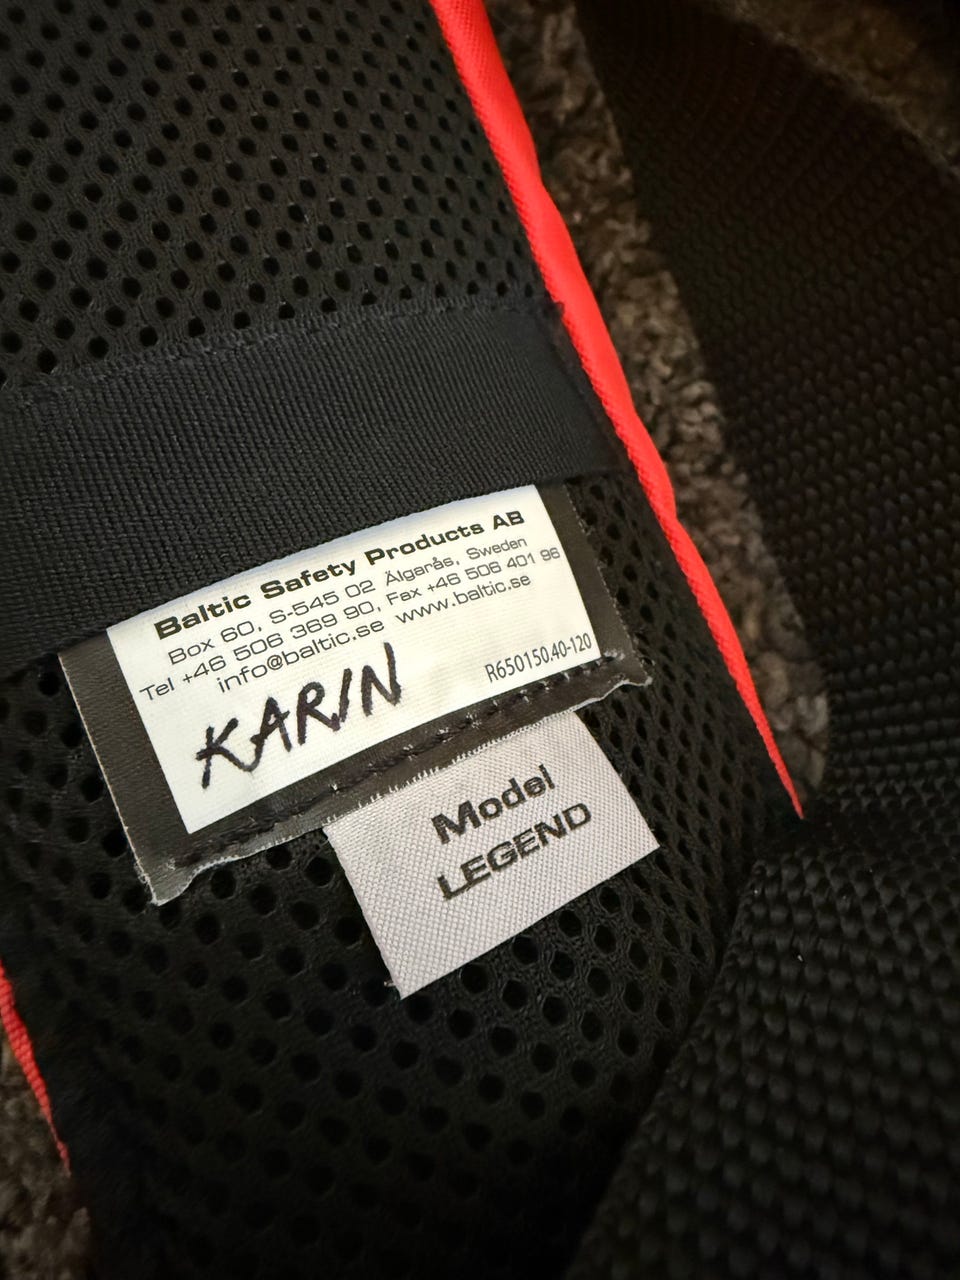 Baltic Safety Products AB
Box 60, S-545 02 Älgarås, Sweden
Tel +46 506 369 90, Fax +46 506 401 96
info@baltic.se www.baltic.se
R650150.40-120
KARIN
Model
LEGEND